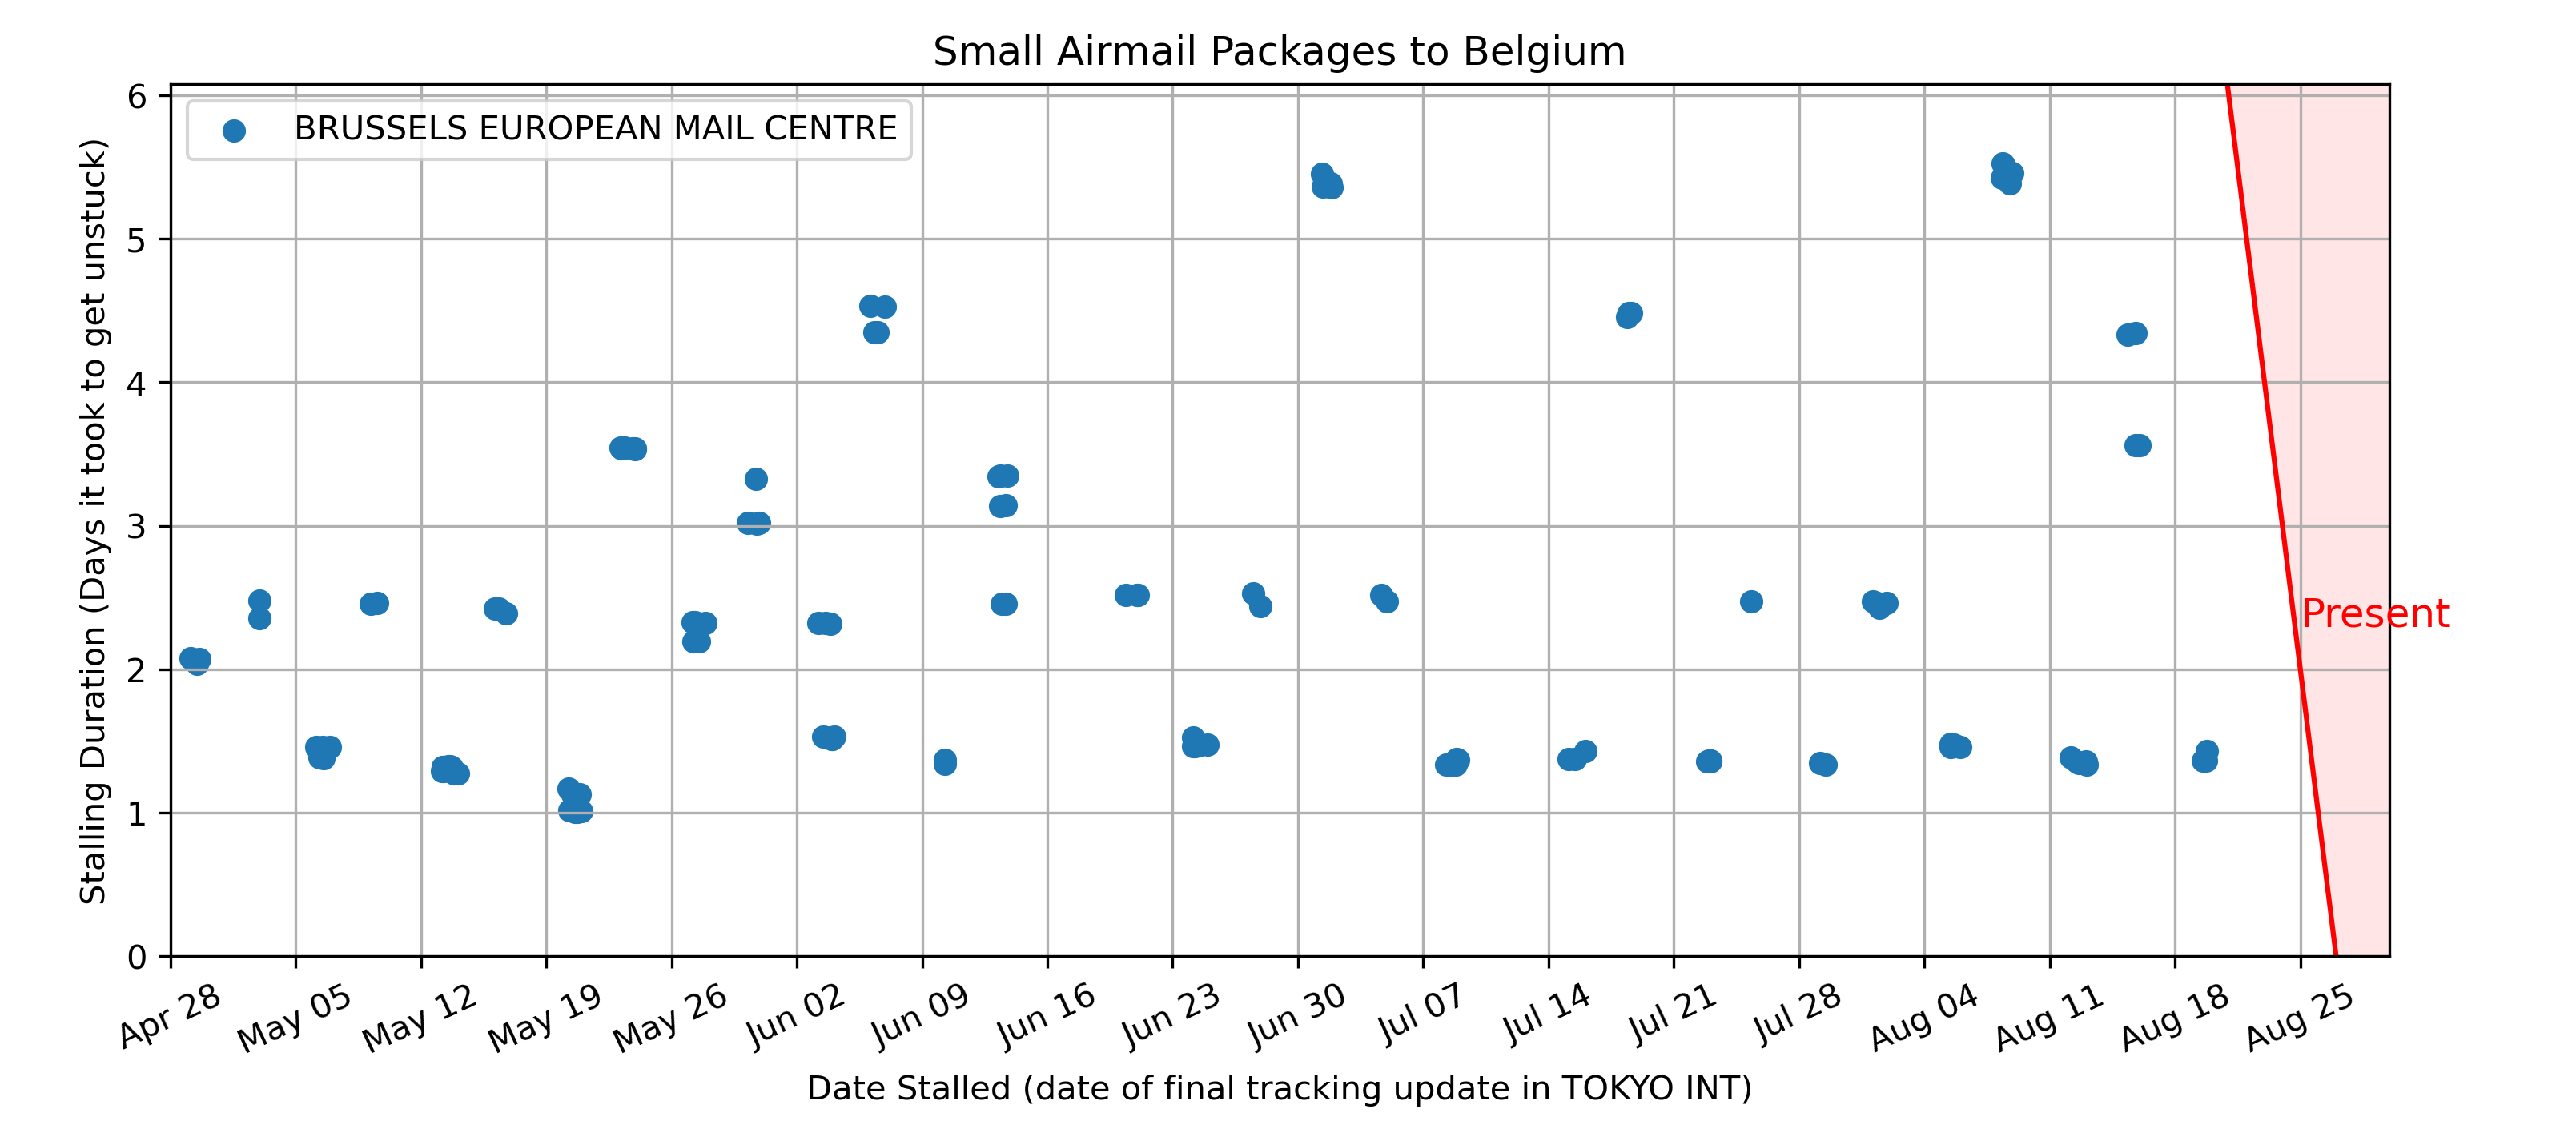 Small Airmail Packages to Belgium
BRUSSELS EUROPEAN MAIL CENTRE
Stalling Duration (Days it took to get unstuck)
6
5
4
3
2
1
0
Present
Apr 28
May 05
May 12
May 19
May 26
Jun 02
Jun 09
Jun 16
Jun 23
Jun 30
Jul 07
Jul 14
Jul 21
Jul 28
Aug 04
Aug 11
Aug 18
Aug 25
Date Stalled (date of final tracking update in TOKYO INT)